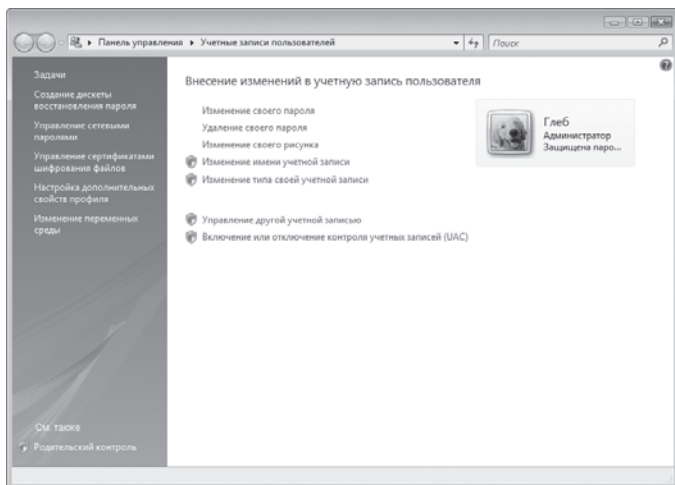 Панель управления ▸ Учетные записи пользователей
Поиск
Задачи
Создание дискеты
восстановления пароля
Управление сетевыми
паролями
Управление сертификатами
шифрования файлов
Настройка дополнительных
свойств профиля
Изменение переменных
среды
См. также
Родительский контроль
Внесение изменений в учетную запись пользователя
Изменение своего пароля
Удаление своего пароля
Изменение своего рисунка
Изменение имени учетной записи
Изменение типа своей учетной записи
Управление другой учетной записью
Включение или отключение контроля учетных записей (UAC)
Глеб
Администратор
Защищена паро...